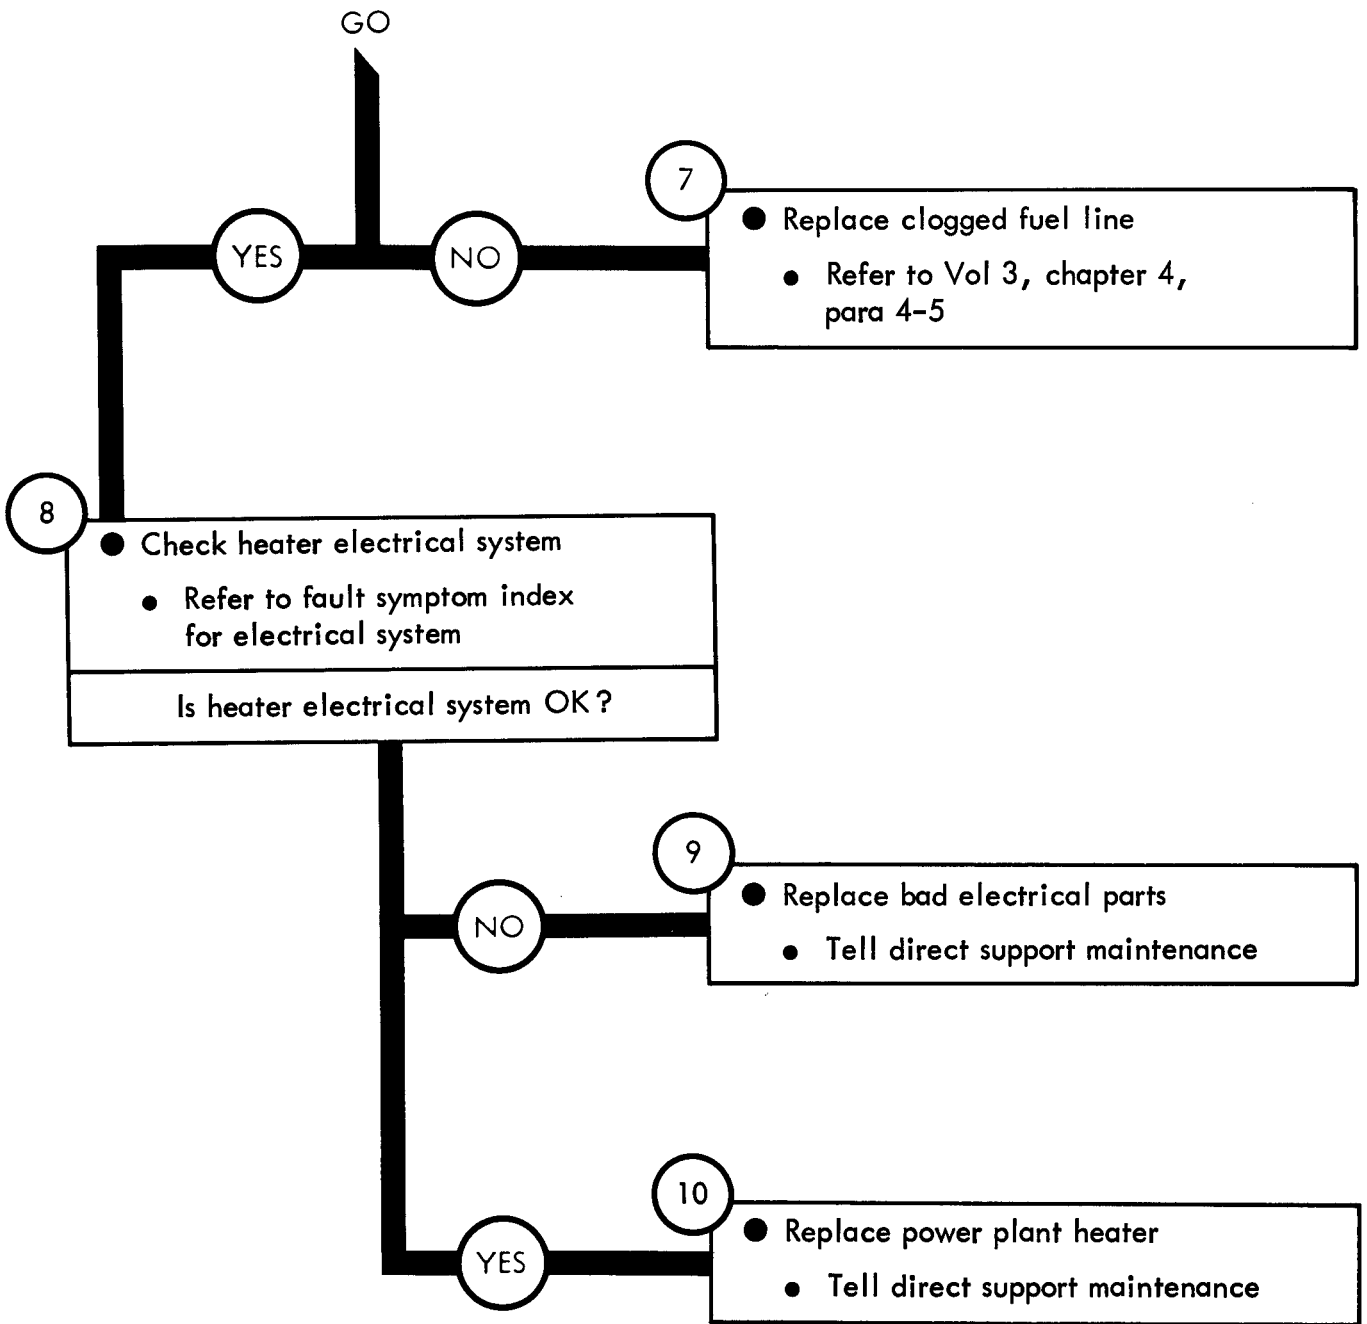 GO
YES
NO
7
● Replace clogged fuel line
● Refer to Vol 3, chapter 4,
para 4-5
8
● Check heater electrical system
● Refer to fault symptom index
for electrical system
Is heater electrical system OK?
NO
9
● Replace bad electrical parts
● Tell direct support maintenance
YES
10
● Replace power plant heater
● Tell direct support maintenance